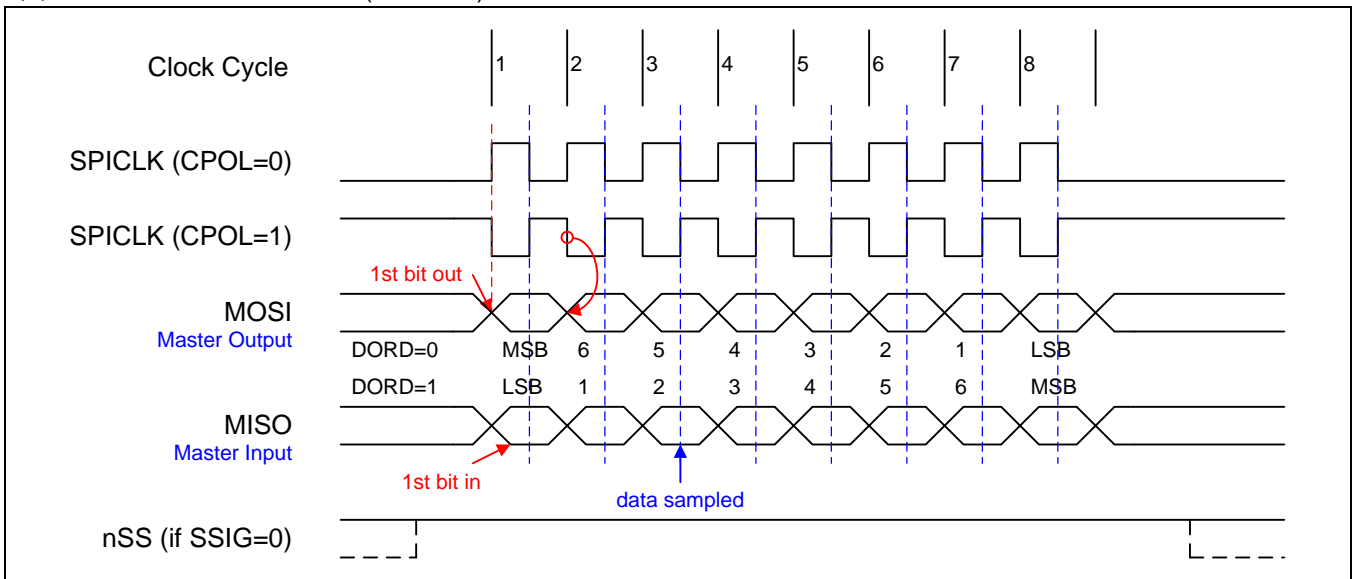 Clock Cycle 1 2 3 4 5 6 7 8
SPICLK (CPOL=0)
SPICLK (CPOL=1)
1st bit out
MOSI
Master Output
DORD=0 MSB 6 5 4 3 2 1 LSB
DORD=1 LSB 1 2 3 4 5 6 MSB
MISO
Master Input
1st bit in
data sampled
nSS (if SSIG=0)